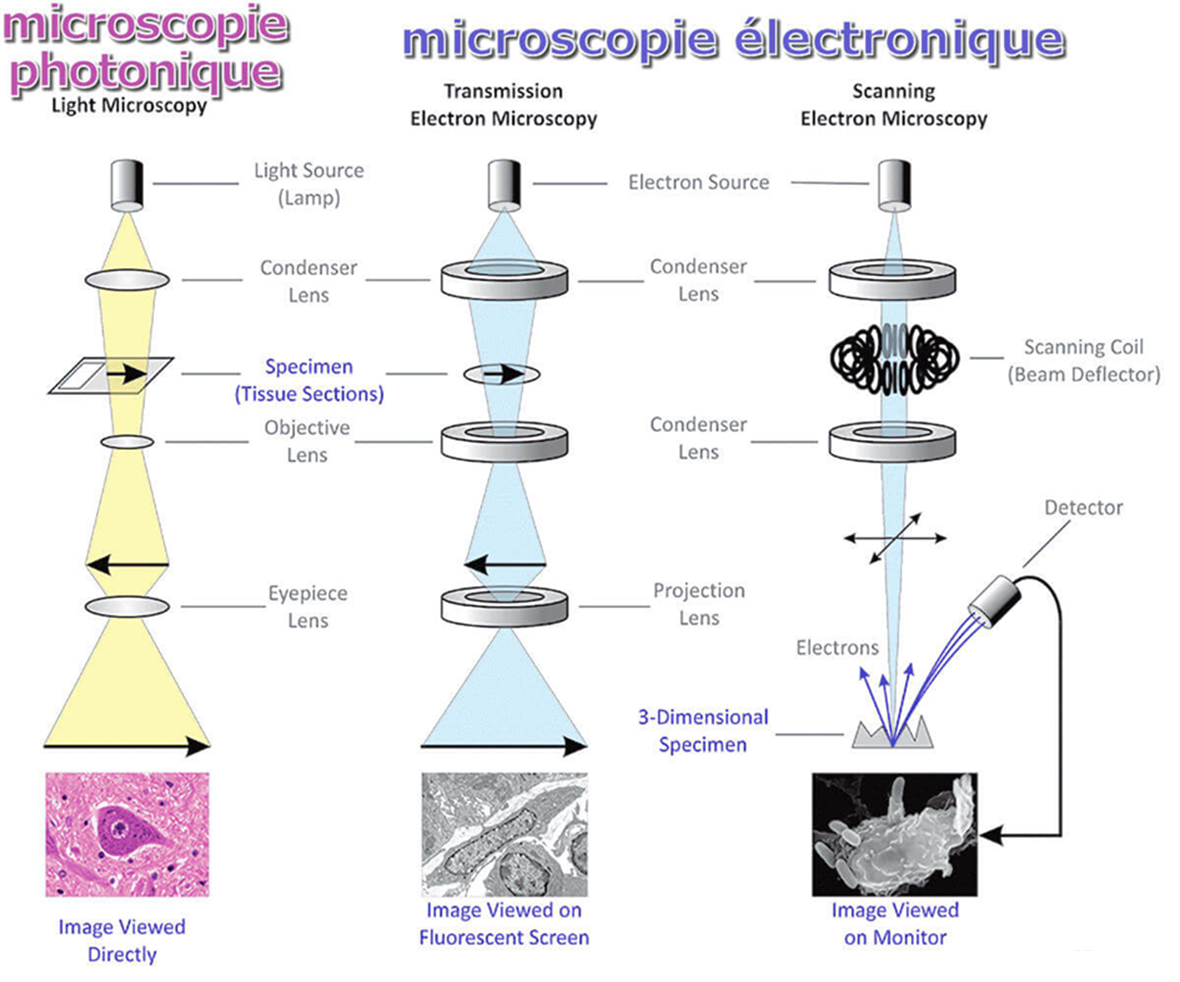 microscopie
photonique
microscopie électronique
Light Microscopy
Transmission
Electron Microscopy
Scanning
Electron Microscopy
Light Source
(Lamp)
Electron Source
Condenser
Lens
Condenser
Lens
Specimen
(Tissue Sections)
Scanning Coil
(Beam Deflector)
Objective
Lens
Condenser
Lens
Detector
Eyepiece
Lens
Projection
Lens
Electrons
3-Dimensional
Specimen
Image Viewed
Directly
Image Viewed on
Fluorescent Screen
Image Viewed
on Monitor